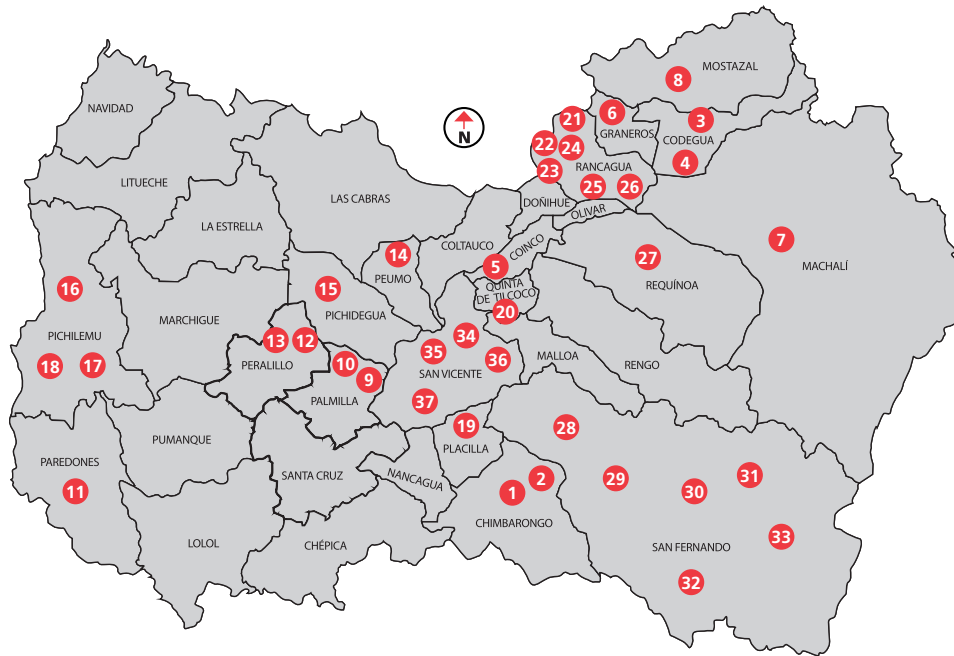 MOSTAZAL
8
NAVIDAD
6
3
21
N
GRANEROS
CODEGUA
22
24
4
RANCAGUA
23
25
26
LITUECHE
LAS CABRAS
DOÑIHUE
OLIVAR
LA ESTRELLA
COLTAUCO
COINCO
7
14
27
MACHALÍ
PEUMO
5
REQUÍNOA
16
15
QUINTA
DE TILCOCO
PICHIDEGUA
20
MARCHIGUE
PICHILEMU
13
12
34
35
36
MALLOA
18
17
PERALILLO
10
9
SAN VICENTE
RENGO
PALMILLA
37
19
28
PUMANQUE
PLACILLA
PAREDONES
SANTA CRUZ
NANCAGUA
2
29
31
11
1
30
CHIMBARONGO
33
LOLOL
CHÉPICA
SAN FERNANDO
32